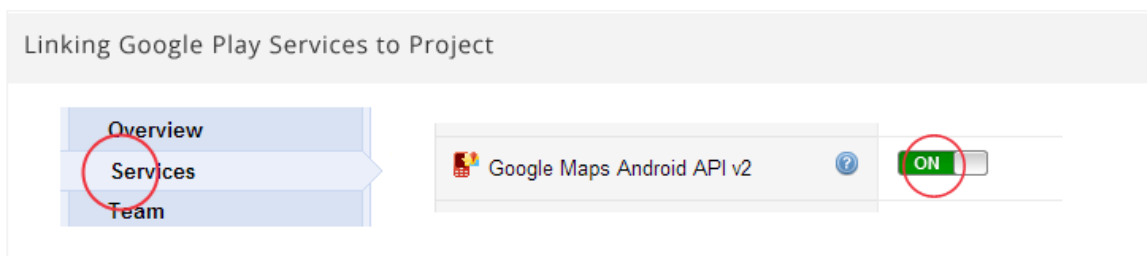 Linking Google Play Services to Project
Overview
Services
Team
Google Maps Android API v2
?
ON